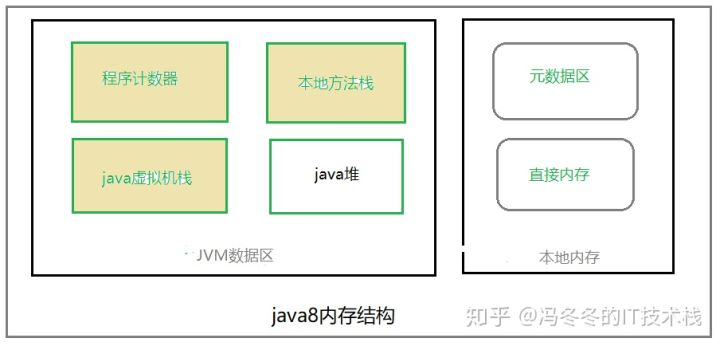 程序计数器
本地方法栈
元数据区
java虚拟机栈
java堆
直接内存
JVM数据区
本地内存
java8内存结构
知乎 @冯冬冬的IT技术栈